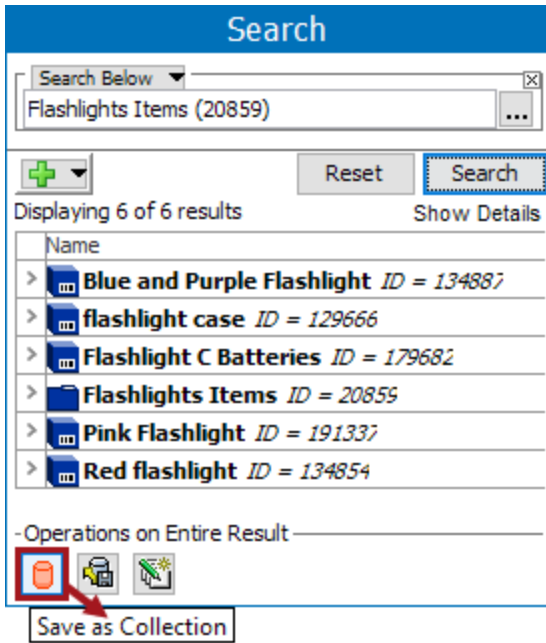 Search
Search Below
Flashlights Items (20859)
...
Reset
Search
Displaying 6 of 6 results
Show Details
Name
Blue and Purple Flashlight ID = 134887
flashlight case ID = 129666
Flashlight C Batteries ID = 179682
Flashlights Items ID = 20859
Pink Flashlight ID = 191337
Red flashlight ID = 134854
Operations on Entire Result
Save as Collection